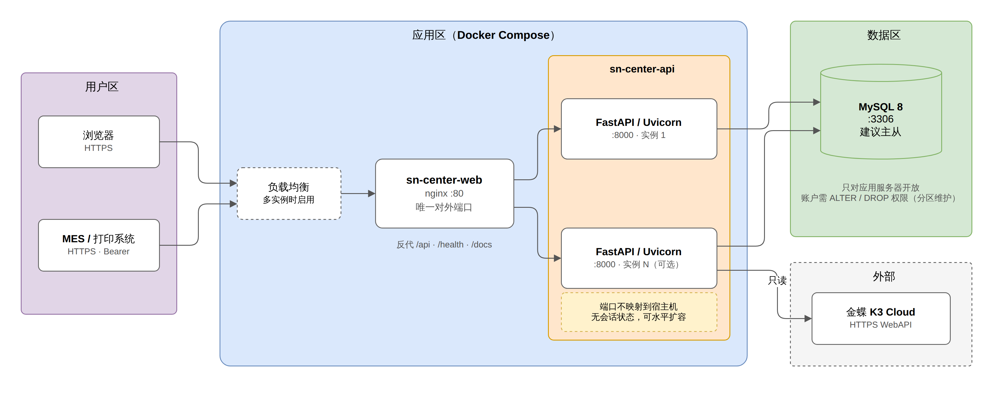 用户区
浏览器
HTTPS
MES / 打印系统
HTTPS · Bearer
应用区（Docker Compose）
负载均衡
多实例时启用
sn-center-web
nginx :80
唯一对外端口
反代 /api · /health · /docs
sn-center-api
FastAPI / Uvicorn
:8000 · 实例 1
FastAPI / Uvicorn
:8000 · 实例 N（可选）
端口不映射到宿主机
无会话状态，可水平扩容
数据区
MySQL 8
:3306
建议主从
只对应用服务器开放
账户需 ALTER / DROP 权限（分区维护）
只读
外部
金蝶 K3 Cloud
HTTPS WebAPI